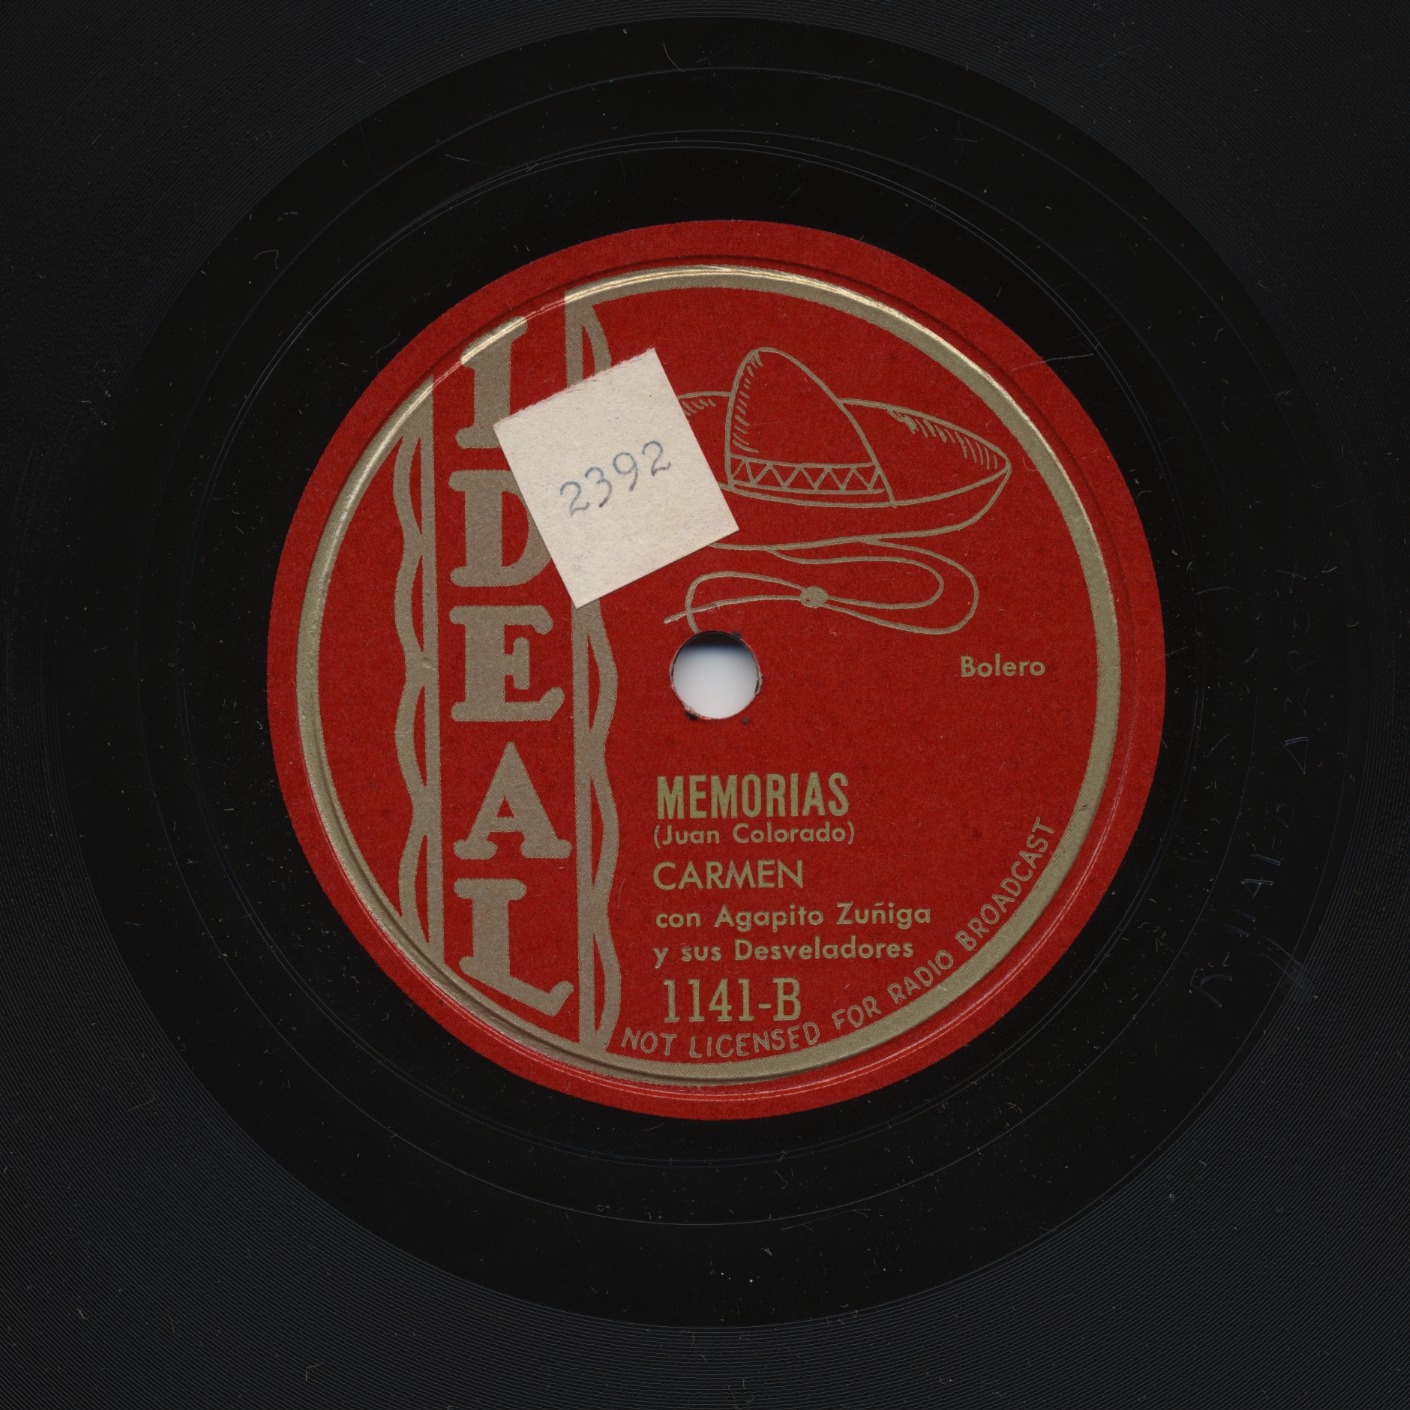 IDEAL
2392
Bolero
MEMORIAS
(Juan Colorado)
CARMEN
con Agapito Zuñiga
y sus Desveladores
1141-B
NOT LICENSED FOR RADIO BROADCAST